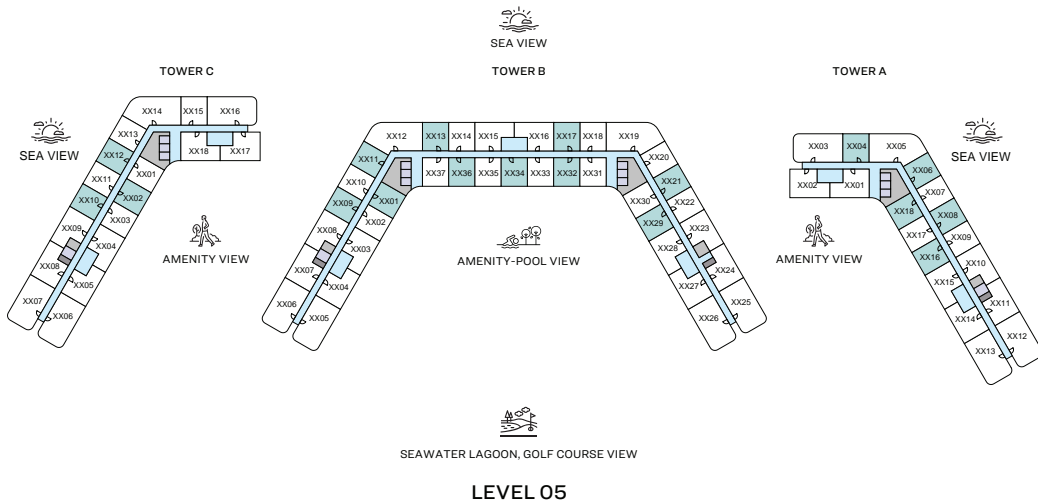 SEA VIEW
TOWER C
TOWER B
TOWER A
SEA VIEW
SEA VIEW
XX14
XX15
XX16
XX13
XX12
XX11
XX10
XX09
XX08
XX07
XX06
XX05
XX04
XX03
XX02
XX01
XX18
XX17
AMENITY VIEW
XX12
XX13
XX14
XX15
XX16
XX17
XX18
XX19
XX11
XX10
XX09
XX08
XX07
XX06
XX05
XX04
XX03
XX02
XX01
XX37
XX36
XX35
XX34
XX33
XX32
XX31
XX30
XX20
XX21
XX22
XX23
XX24
XX25
XX26
XX27
XX28
XX29
AMENITY-POOL VIEW
XX03
XX04
XX05
XX02
XX01
XX06
XX07
XX08
XX09
XX10
XX11
XX12
XX13
XX14
XX15
XX16
XX17
XX18
AMENITY VIEW
SEAWATER LAGOON, GOLF COURSE VIEW
LEVEL 05